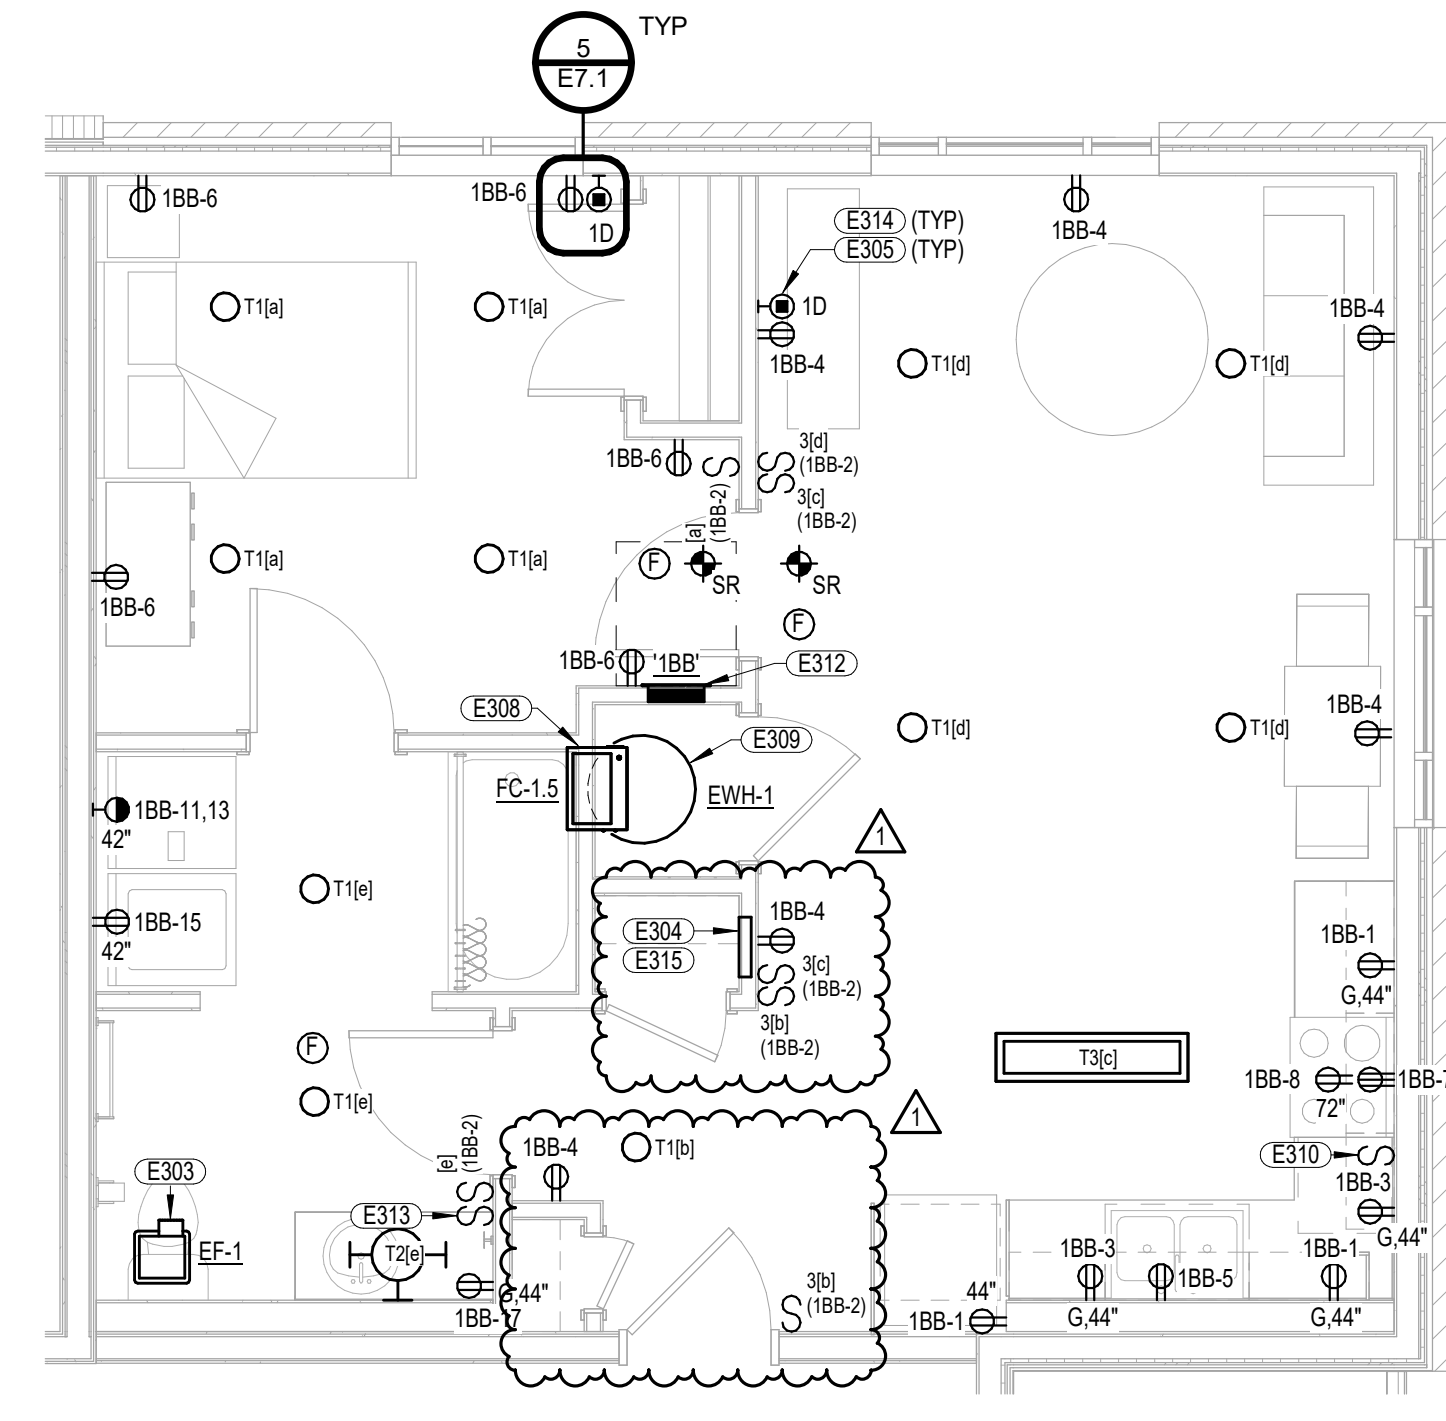 TYP
5
E7.1
1BB-6
1BB-6
1D
E314 (TYP)
E305 (TYP)
1BB-4
T1[a]
T1[a]
1D
1BB-4
1BB-4
T1[d]
T1[d]
1BB-6
3[d]
(1BB-2)
3[c]
(1BB-2)
[a]
(1BB-2)
T1[a]
T1[a]
F
SR
SR
1BB-6
F
1BB-6
'1BB'
E312
E308
1BB-4
T1[d]
T1[d]
E309
FC-1.5
EWH-1
1BB-11,13
42"
1
T1[e]
1BB-15
42"
E304
E315
1BB-4
3[c]
(1BB-2)
3[b]
(1BB-2)
1BB-1
G,44"
F
T3[c]
1BB-8
72"
1BB-7
T1[e]
1
[e]
(1BB-2)
1BB-4
T1[b]
E310
1BB-3
G,44"
E303
E313
EF-1
T2[e]
G,44"
1BB-17
3[b]
(1BB-2)
1BB-3
G,44"
1BB-5
1BB-1
G,44"
44"
1BB-1